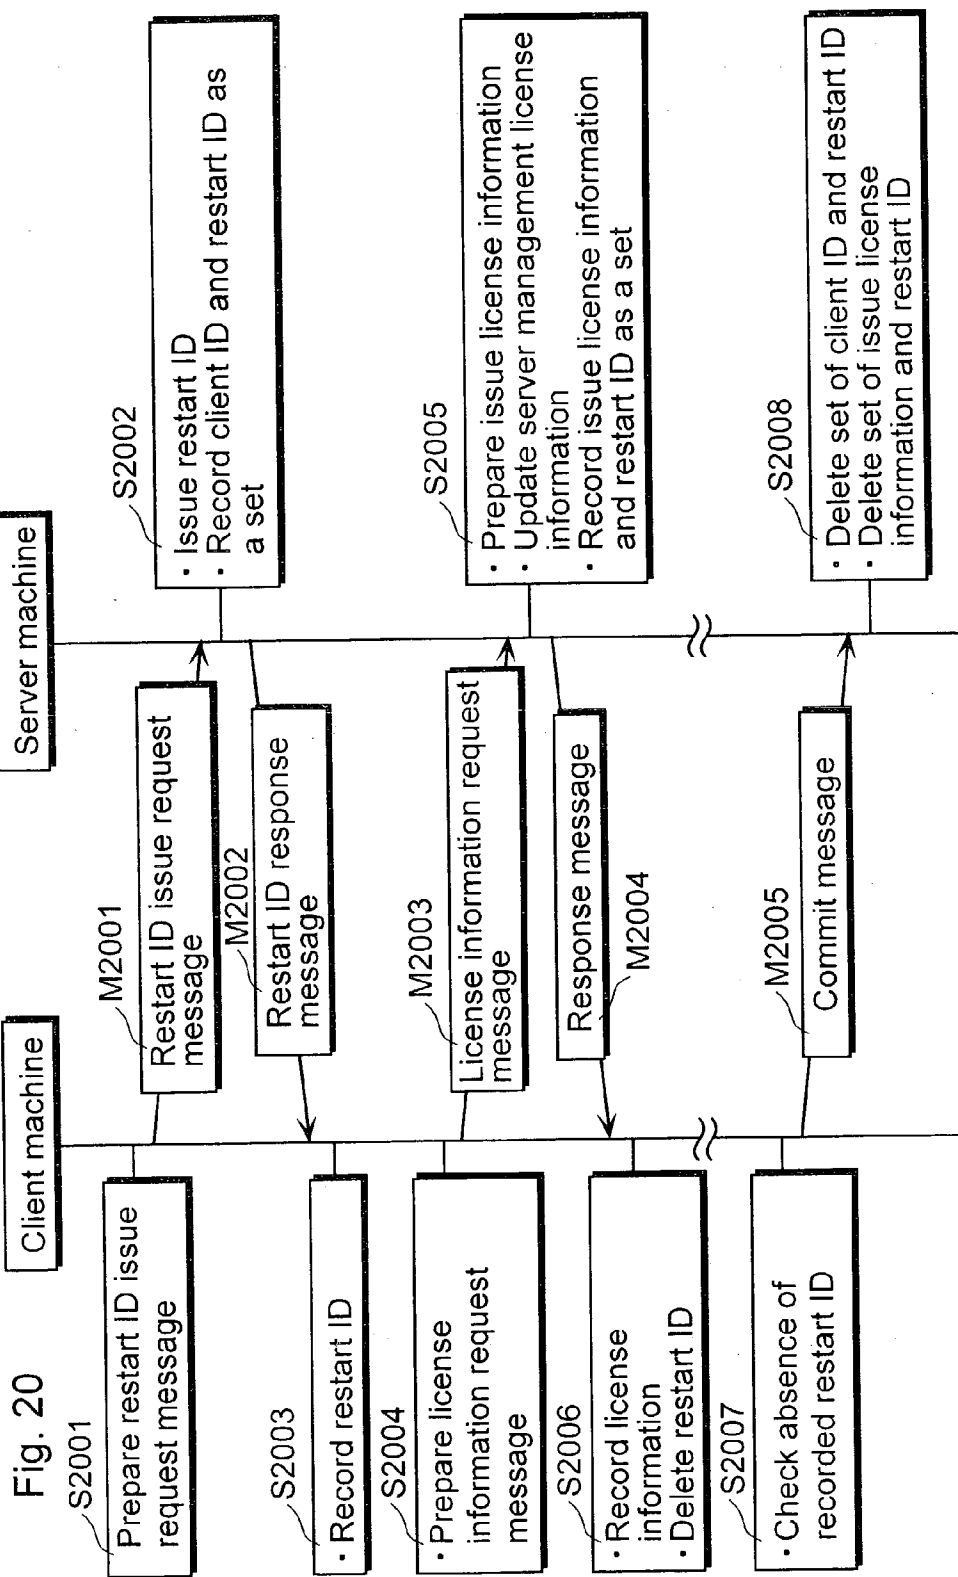 Fig. 20
Client machine
Server machine
S2001
Prepare restart ID issue
request message
M2001
Restart ID issue request
message
S2002
· Issue restart ID
· Record client ID and restart ID as
a set
M2002
Restart ID response
message
S2003
· Record restart ID
S2004
· Prepare license
information request
message
M2003
License information request
message
S2005
· Prepare issue license information
· Update server management license
information
· Record issue license information
and restart ID as a set
Response message
M2004
S2006
· Record license
information
· Delete restart ID
S2007
· Check absence of
recorded restart ID
M2005
Commit message
S2008
· Delete set of client ID and restart ID
· Delete set of issue license
information and restart ID